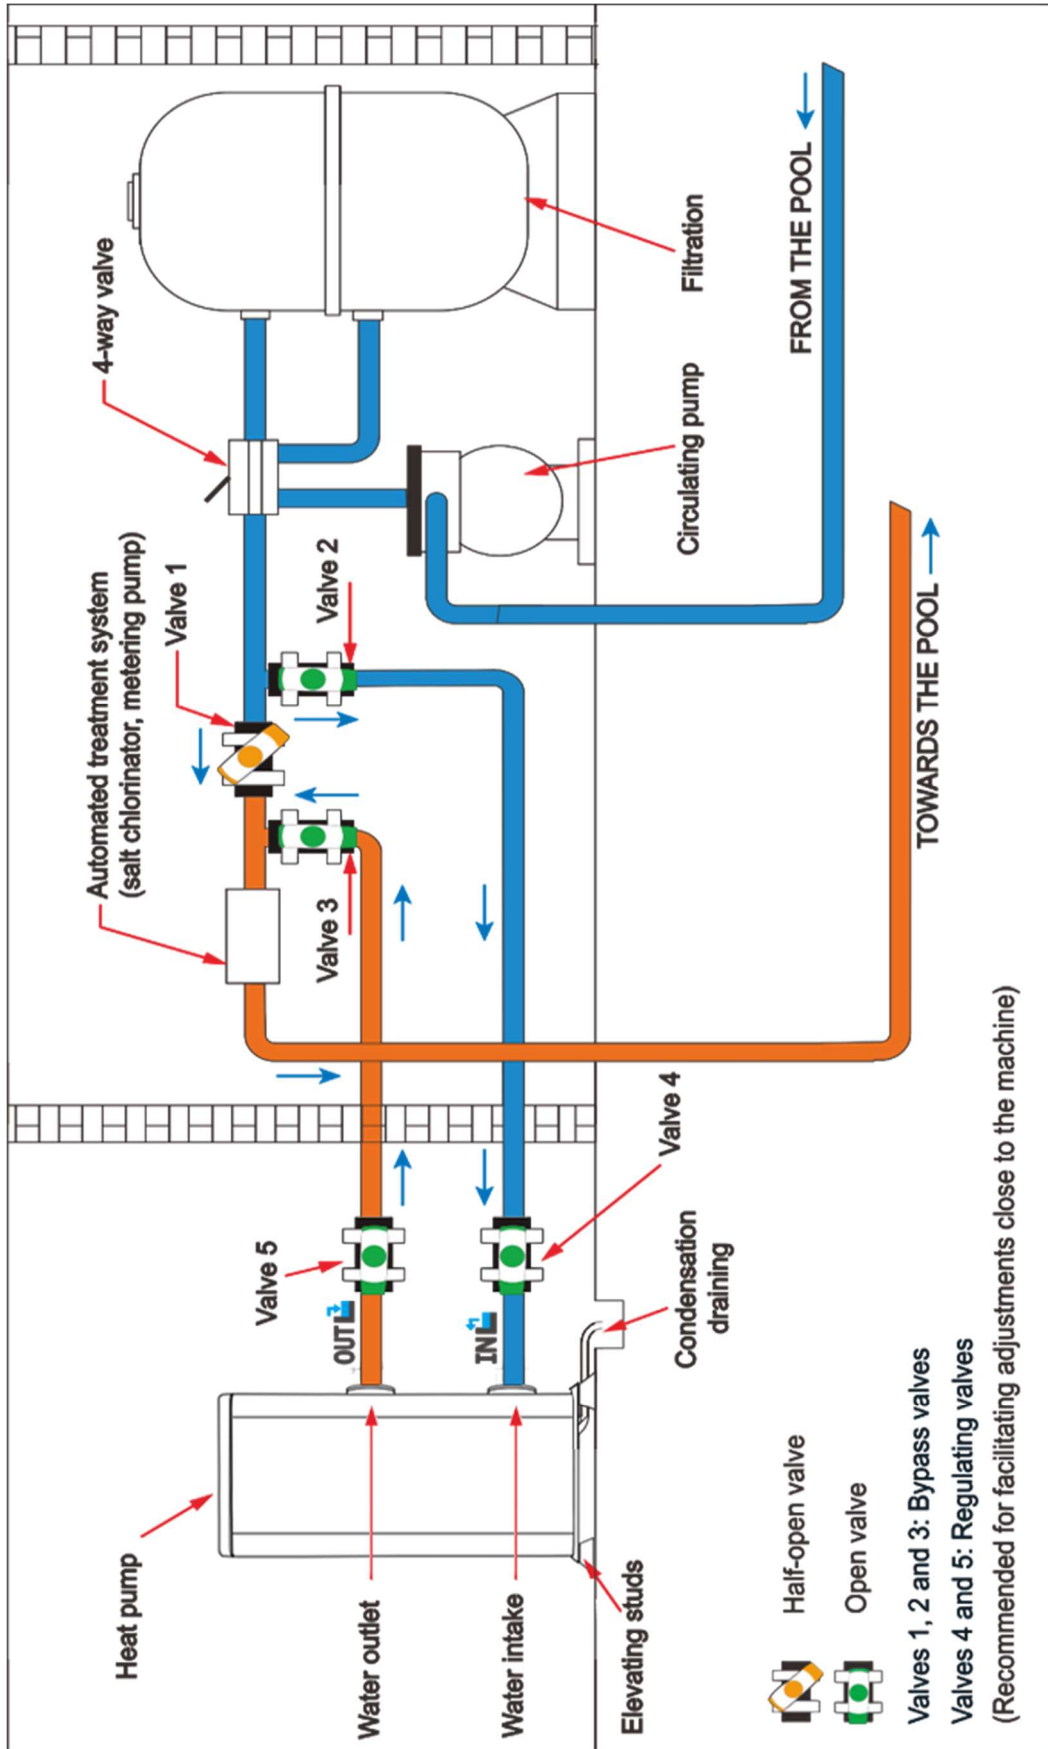 Heat pump
Water outlet
Water intake
Elevating studs
OUT
IN
Valve 5
Valve 4
Condensation
draining
Automated treatment system
(salt chlorinator, metering pump)
Valve 1
Valve 3
Valve 2
4-way valve
Circulating pump
Filtration
FROM THE POOL
TOWARDS THE POOL
Half-open valve
Open valve
Valves 1, 2 and 3: Bypass valves
Valves 4 and 5: Regulating valves
(Recommended for facilitating adjustments close to the machine)